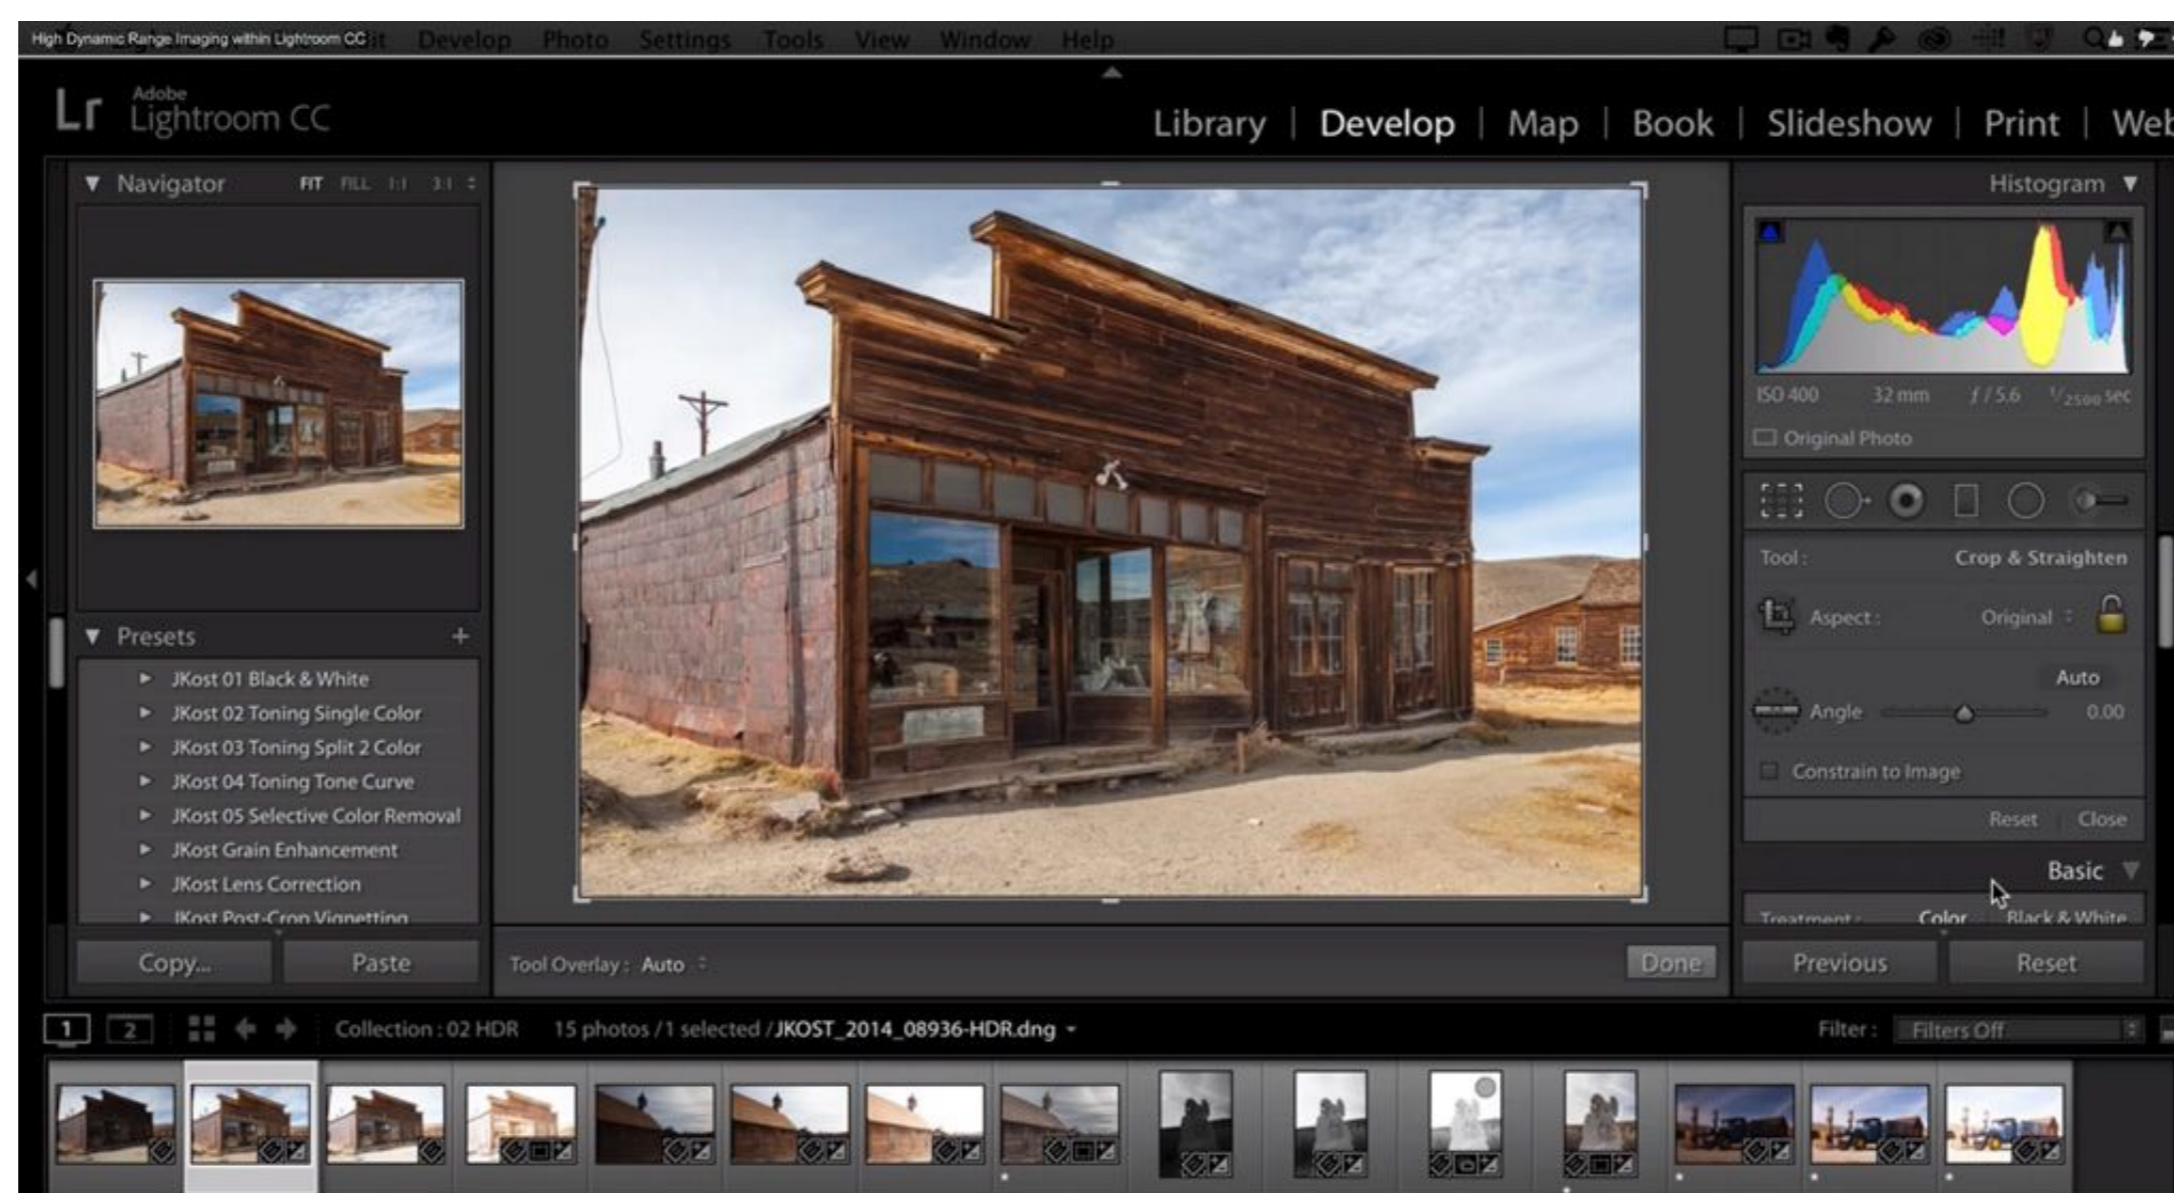 High Dynamic Range Imaging within Lightroom CC
Develop Photo Settings Tools View Window Help
Lr Adobe
Lightroom CC
Library | Develop | Map | Book | Slideshow | Print | Web
Navigator FIT FILL 1:1 3:1
Histogram
ISO 400 32 mm ƒ / 5.6 1/2500 sec
Original Photo
Tool : Crop & Straighten
Aspect : Original
Auto
Angle 0.00
Constrain to Image
Reset Close
Basic
Treatment : Color Black & White
Previous Reset
Presets +
JKost 01 Black & White
JKost 02 Toning Single Color
JKost 03 Toning Split 2 Color
JKost 04 Toning Tone Curve
JKost 05 Selective Color Removal
JKost Grain Enhancement
JKost Lens Correction
JKost Post-Crop Vignetting
Copy... Paste
Tool Overlay : Auto Done
1 2 Collection : 02 HDR 15 photos / 1 selected / JKOST_2014_08936-HDR.dng Filter : Filters Off